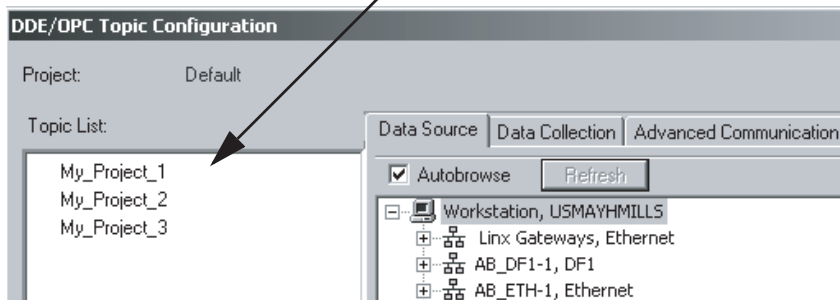 DDE/OPC Topic Configuration
Project: Default
Topic List:
My_Project_1
My_Project_2
My_Project_3
Data Source Data Collection Advanced Communication
Autobrowse Refresh
Workstation, USMAYHMILLS
Linx Gateways, Ethernet
AB_DF1-1, DF1
AB_ETH-1, Ethernet